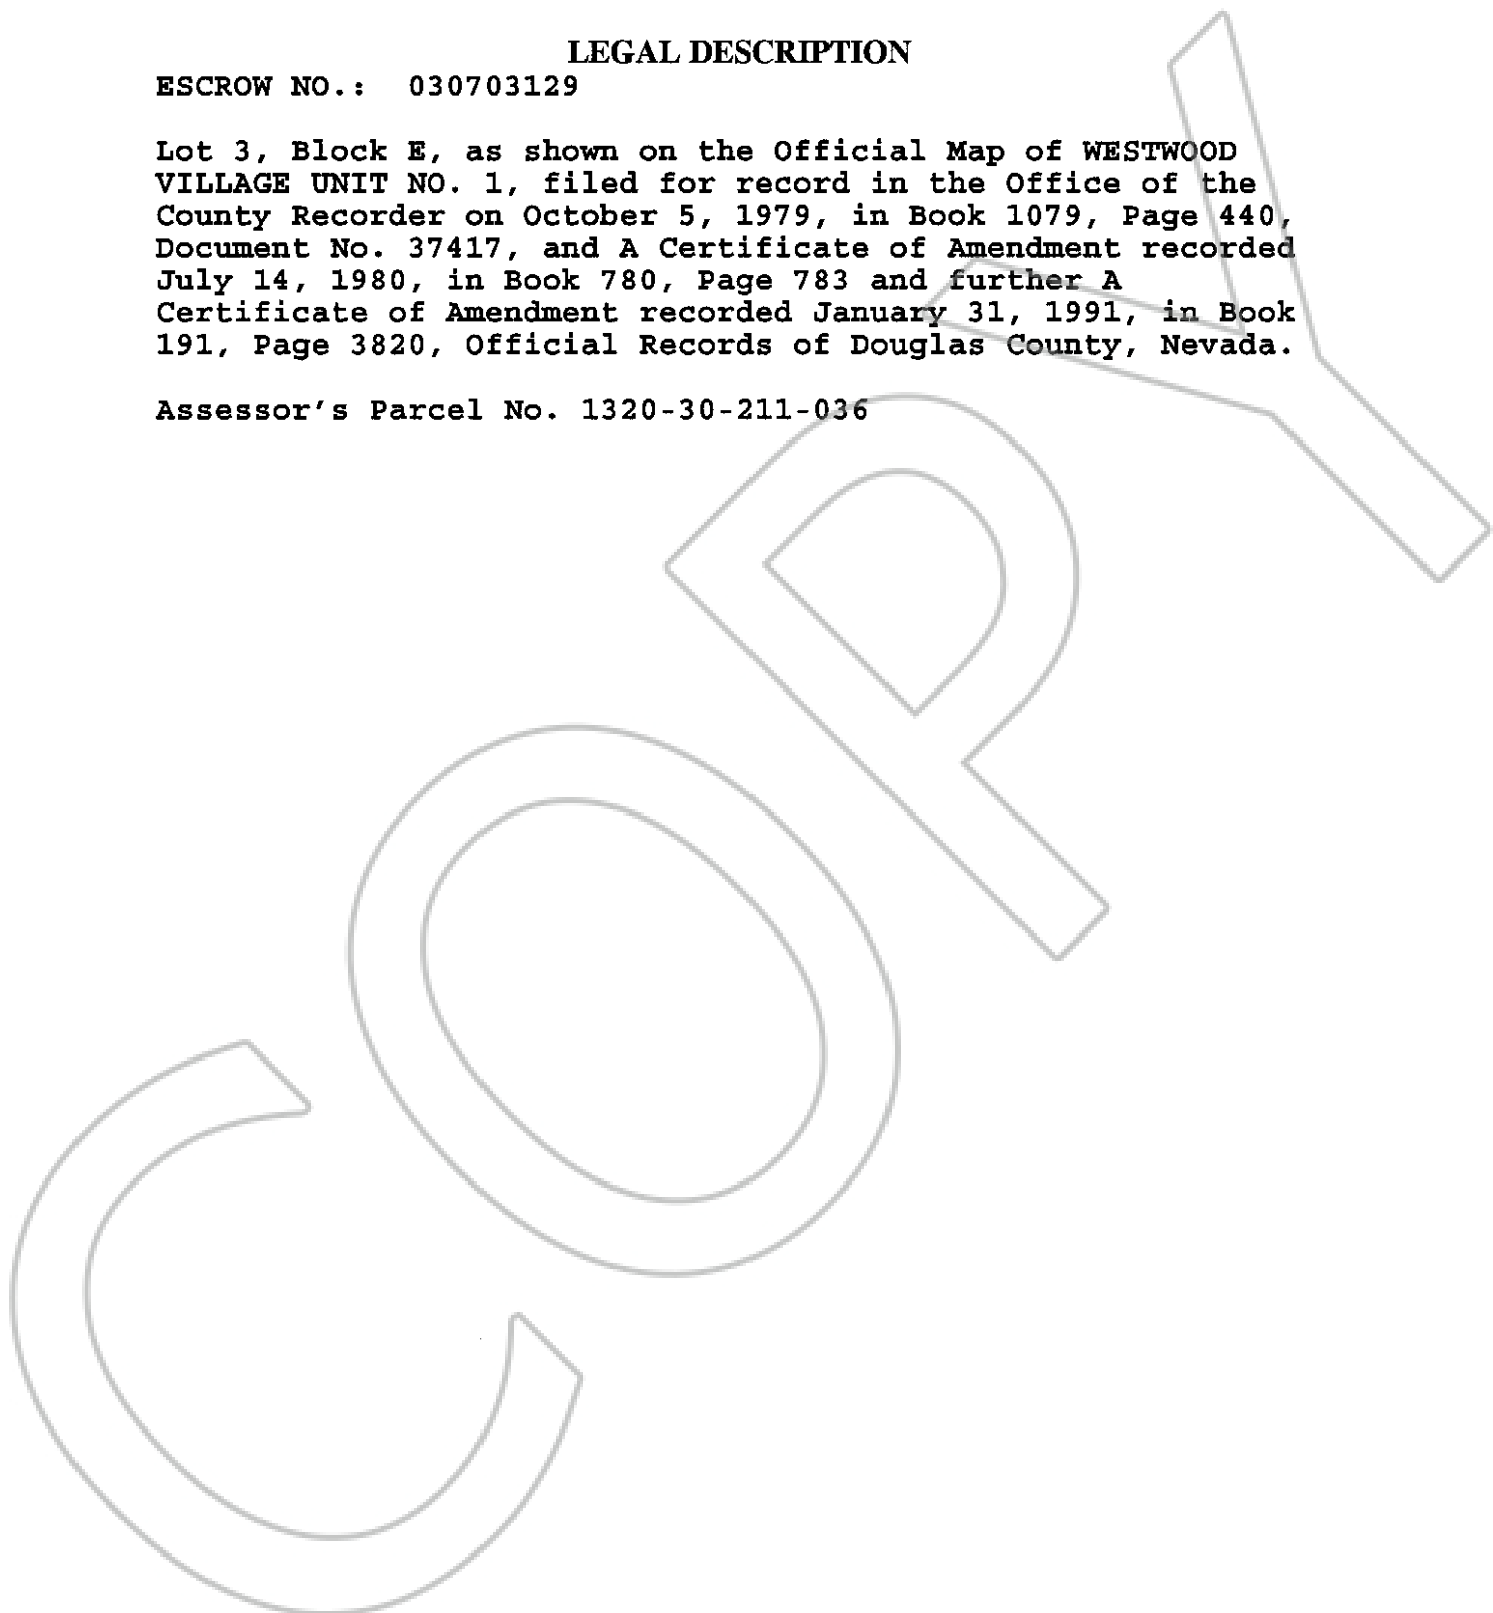 LEGAL DESCRIPTION
ESCROW NO.: 030703129
Lot 3, Block E, as shown on the Official Map of WESTWOOD
VILLAGE UNIT NO. 1, filed for record in the Office of the
County Recorder on October 5, 1979, in Book 1079, Page 440,
Document No. 37417, and A Certificate of Amendment recorded
July 14, 1980, in Book 780, Page 783 and further A
Certificate of Amendment recorded January 31, 1991, in Book
191, Page 3820, Official Records of Douglas County, Nevada.
Assessor's Parcel No. 1320-30-211-036
COPY